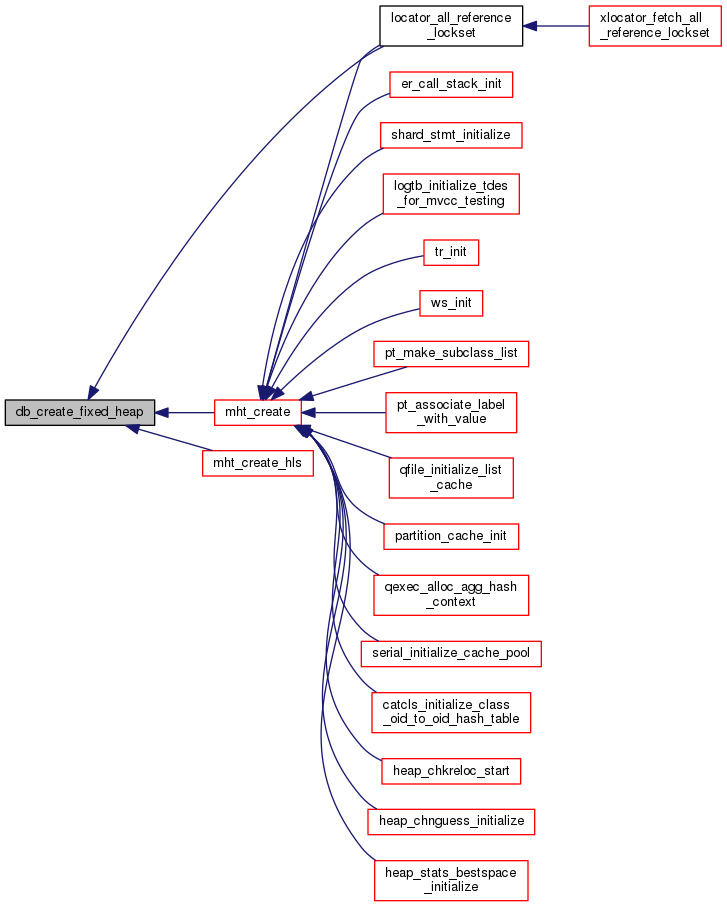 locator_all_reference
_lockset
xlocator_fetch_all
_reference_lockset
er_call_stack_init
shard_stmt_initialize
logtb_initialize_tdes
_for_mvcc_testing
tr_init
ws_init
pt_make_subclass_list
db_create_fixed_heap
mht_create
pt_associate_label
_with_value
mht_create_hls
qfile_initialize_list
_cache
partition_cache_init
qexec_alloc_agg_hash
_context
serial_initialize_cache_pool
catcls_initialize_class
_oid_to_oid_hash_table
heap_chkreloc_start
heap_chnguess_initialize
heap_stats_bestspace
_initialize